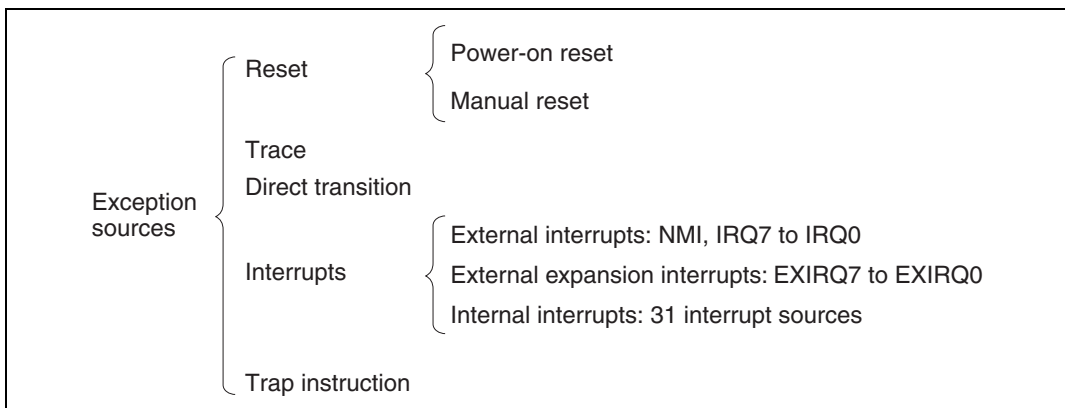 Exception
sources
Reset
Power-on reset
Manual reset
Trace
Direct transition
Interrupts
External interrupts: NMI, IRQ7 to IRQ0
External expansion interrupts: EXIRQ7 to EXIRQ0
Internal interrupts: 31 interrupt sources
Trap instruction